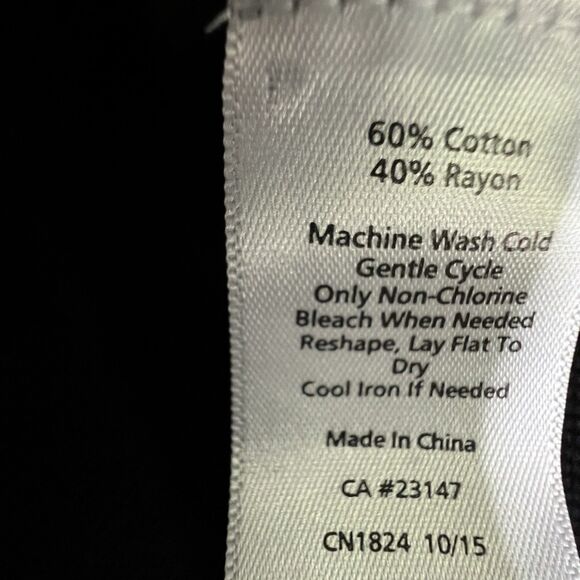 60% Cotton
40% Rayon
Machine Wash Cold
Gentle Cycle
Only Non-Chlorine
Bleach When Needed
Reshape, Lay Flat To
Dry
Cool Iron If Needed
Made In China
CA #23147
CN1824 10/15